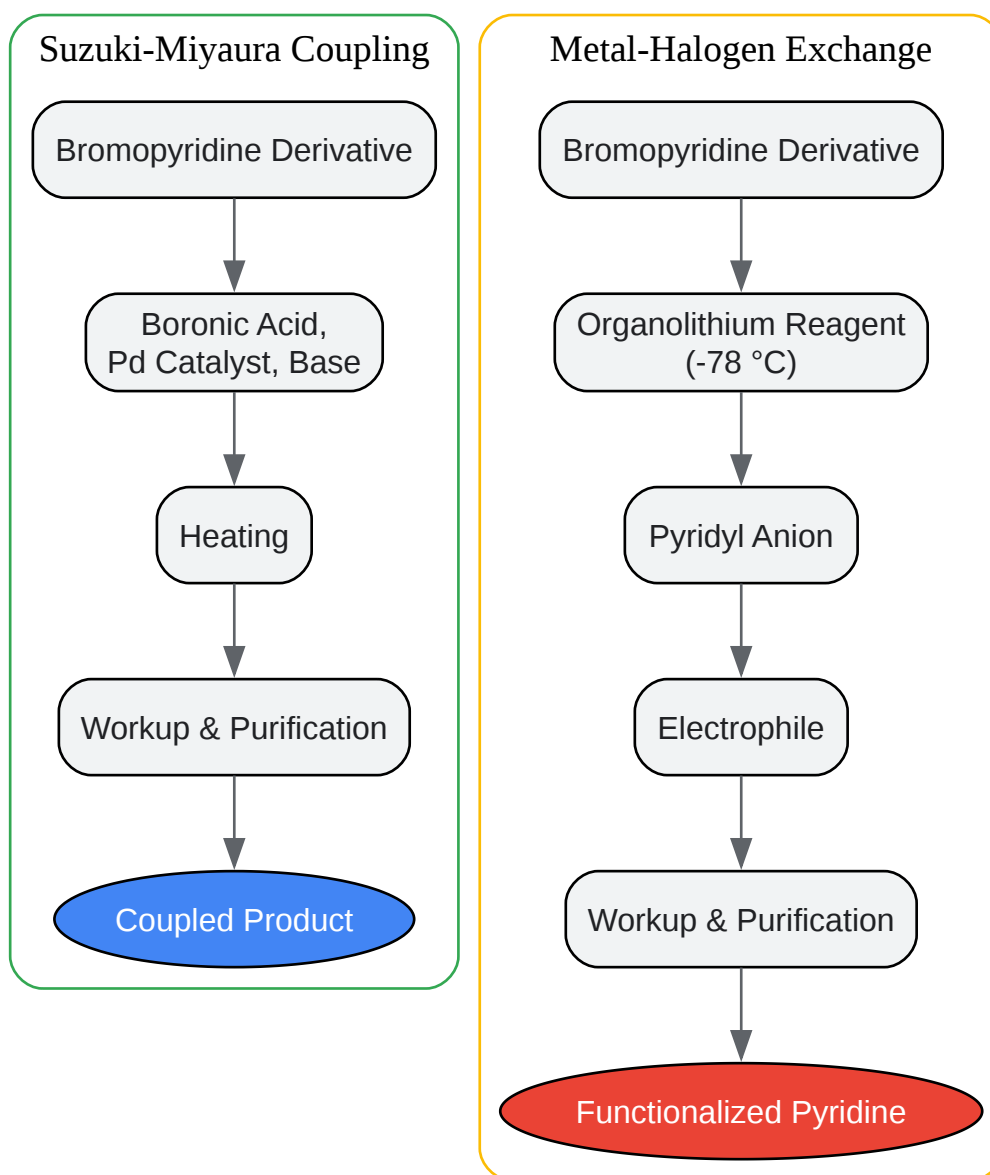 Suzuki-Miyaura Coupling
Bromopyridine Derivative
Boronic Acid,
Pd Catalyst, Base
Heating
Workup & Purification
Coupled Product
Metal-Halogen Exchange
Bromopyridine Derivative
Organolithium Reagent
(-78 °C)
Pyridyl Anion
Electrophile
Workup & Purification
Functionalized Pyridine